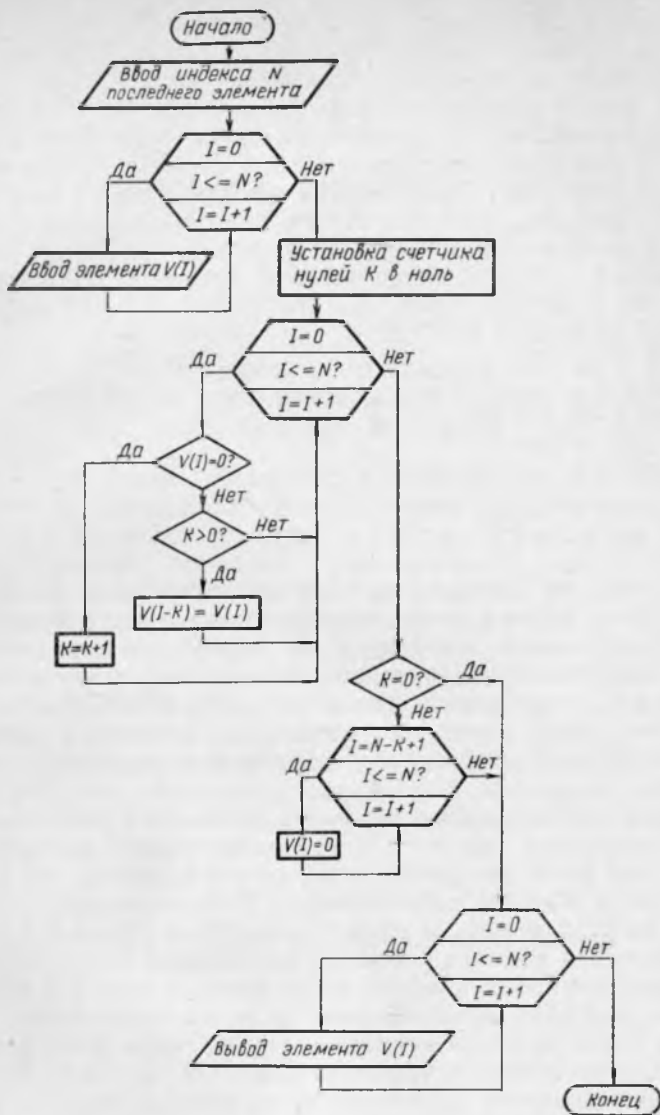 Начало
Ввод индекса N
последнего элемента
I=0
Да
Нет
I<=N?
I=I+1
Ввод элемента V(I)
Установка счетчика
нулей К в ноль
I=0
Да
Нет
I<=N?
I=I+1
Да
V(I)=0?
Нет
К>0?
Нет
Да
V(I-К)=V(I)
К=К+1
К=0?
Да
Нет
I=N-К+1
Да
I<=N?
Нет
I=I+1
V(I)=0
I=0
Да
I<=N?
Нет
I=I+1
Вывод элемента V(I)
Конец